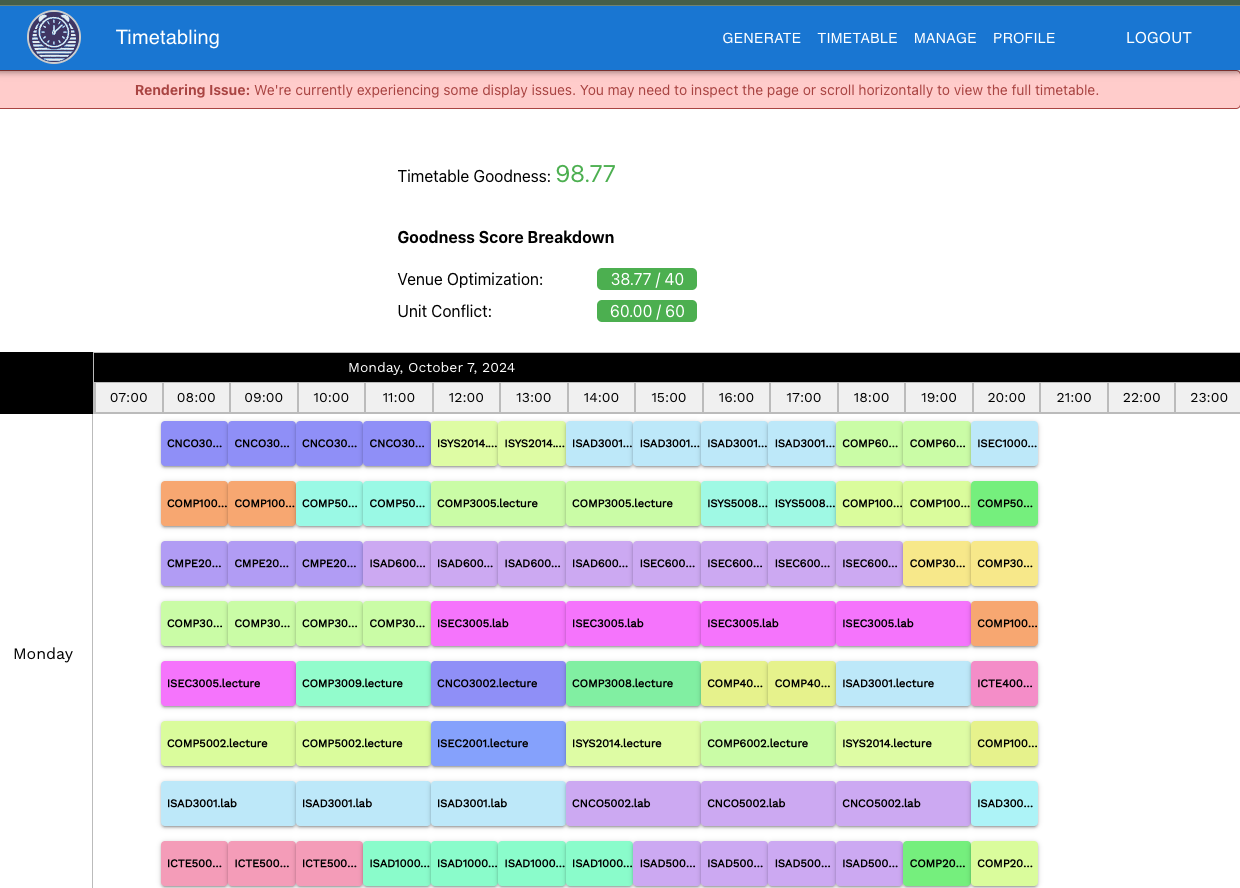 Timetabling GENERATE TIMETABLE MANAGE PROFILE LOGOUT
Rendering Issue: We're currently experiencing some display issues. You may need to inspect the page or scroll horizontally to view the full timetable.
Timetable Goodness: 98.77
Goodness Score Breakdown
Venue Optimization: 38.77 / 40
Unit Conflict: 60.00 / 60
Monday, October 7, 2024
07:00 08:00 09:00 10:00 11:00 12:00 13:00 14:00 15:00 16:00 17:00 18:00 19:00 20:00 21:00 22:00 23:00
CNCO30... CNCO30... CNCO30... CNCO30... ISYS2014.... ISYS2014.... ISAD3001... ISAD3001... ISAD3001... ISAD3001... COMP60... COMP60... ISEC1000...
COMP100... COMP100... COMP50... COMP50... COMP3005.lecture COMP3005.lecture ISYS5008... ISYS5008... COMP100... COMP100... COMP50...
CMPE20... CMPE20... CMPE20... ISAD600... ISAD600... ISAD600... ISAD600... ISEC600... ISEC600... ISEC600... ISEC600... COMP30... COMP30...
COMP30... COMP30... COMP30... COMP30... ISEC3005.lab ISEC3005.lab ISEC3005.lab ISEC3005.lab COMP100...
Monday
ISEC3005.lecture COMP3009.lecture CNCO3002.lecture COMP3008.lecture COMP40... COMP40... ISAD3001.lecture ICTE400...
COMP5002.lecture COMP5002.lecture ISEC2001.lecture ISYS2014.lecture COMP6002.lecture ISYS2014.lecture COMP100...
ISAD3001.lab ISAD3001.lab ISAD3001.lab CNCO5002.lab CNCO5002.lab CNCO5002.lab ISAD300...
ICTE500... ICTE500... ICTE500... ISAD1000... ISAD1000... ISAD1000... ISAD1000... ISAD500... ISAD500... ISAD500... ISAD500... COMP20... COMP20...